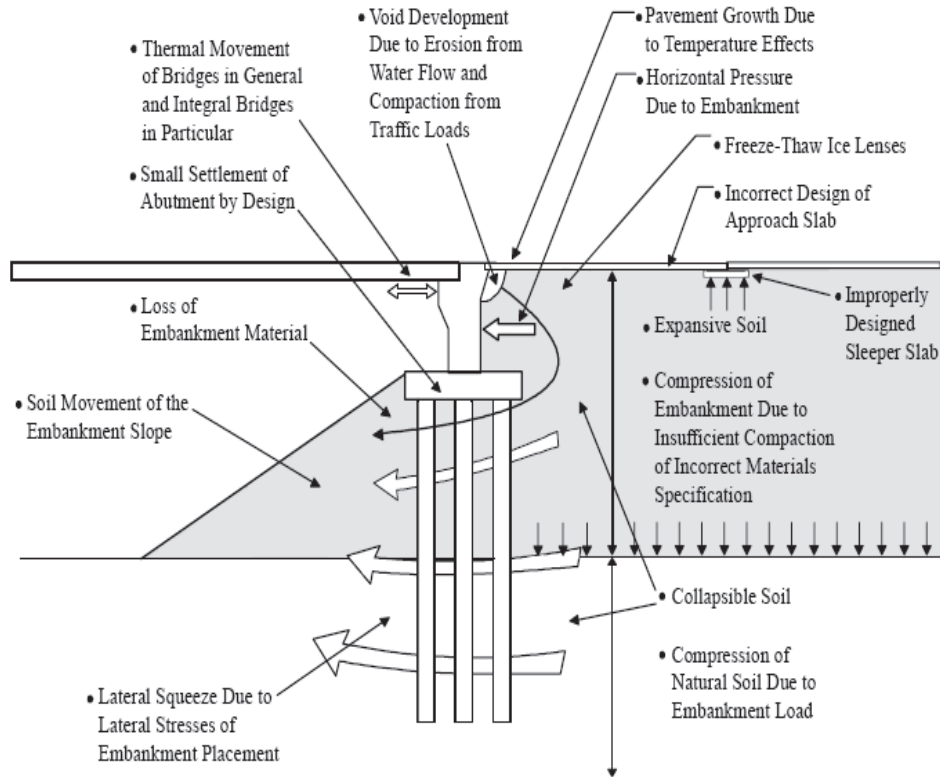 • Thermal Movement
of Bridges in General
and Integral Bridges
in Particular
• Small Settlement of
Abutment by Design
• Void Development
Due to Erosion from
Water Flow and
Compaction from
Traffic Loads
• Pavement Growth Due
to Temperature Effects
• Horizontal Pressure
Due to Embankment
• Freeze-Thaw Ice Lenses
• Incorrect Design of
Approach Slab
• Loss of
Embankment Material
• Soil Movement of the
Embankment Slope
• Expansive Soil
• Improperly
Designed
Sleeper Slab
• Compression of
Embankment Due to
Insufficient Compaction
of Incorrect Materials
Specification
• Collapsible Soil
• Compression of
Natural Soil Due to
Embankment Load
• Lateral Squeeze Due to
Lateral Stresses of
Embankment Placement